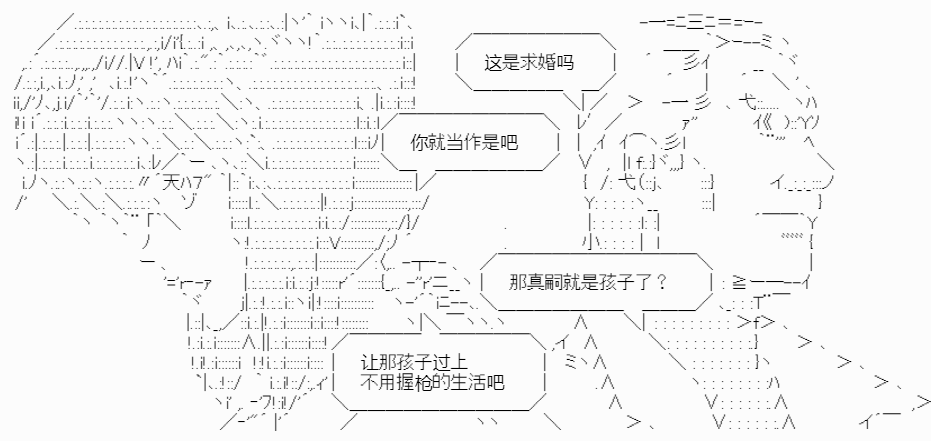 这是求婚吗
你就当作是吧
那真嗣就是孩子了？
让那孩子过上
不用握枪的生活吧